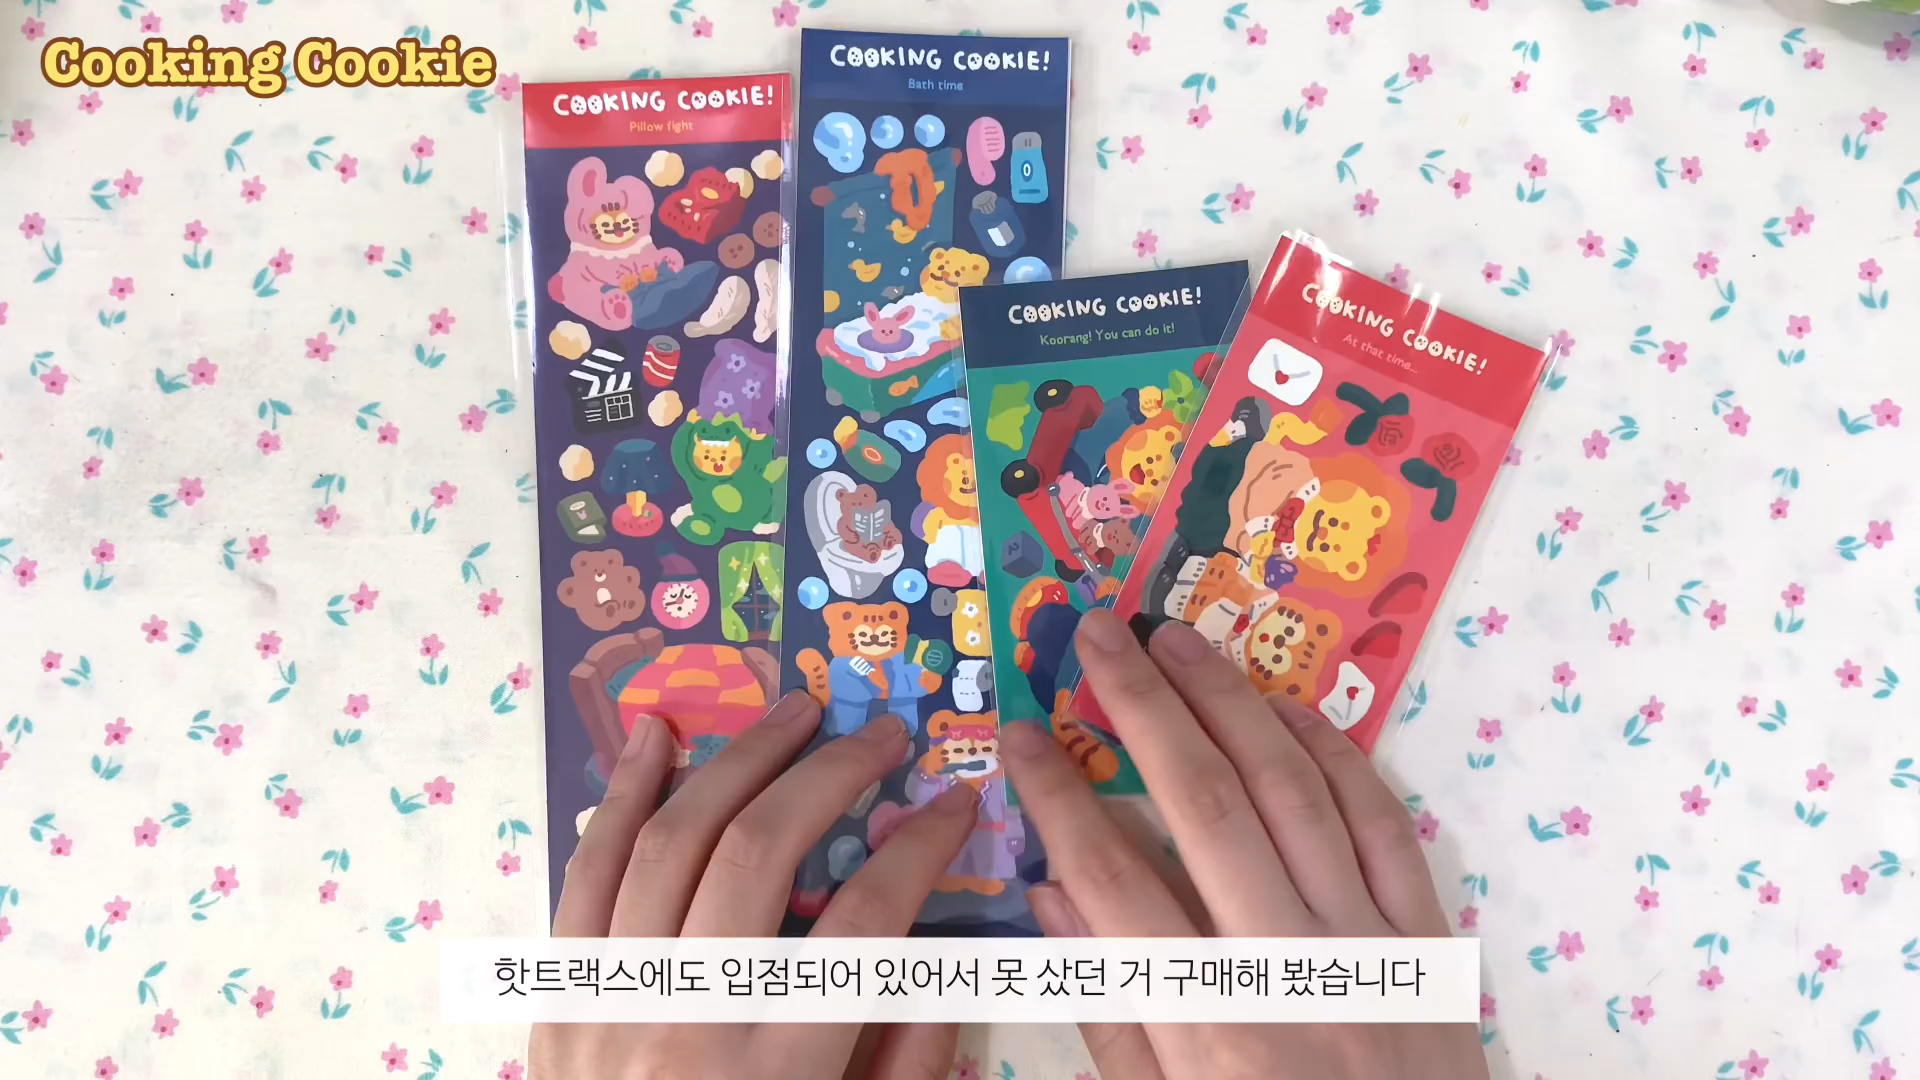 Cooking Cookie
COOKING COOKIE!
Pillow fight
COOKING COOKIE!
Bath time
COOKING COOKIE!
Koorang! You can do it!
COOKING COOKIE!
At that time...
핫트랙스에도 입점되어 있어서 못 샀던 거 구매해 봤습니다